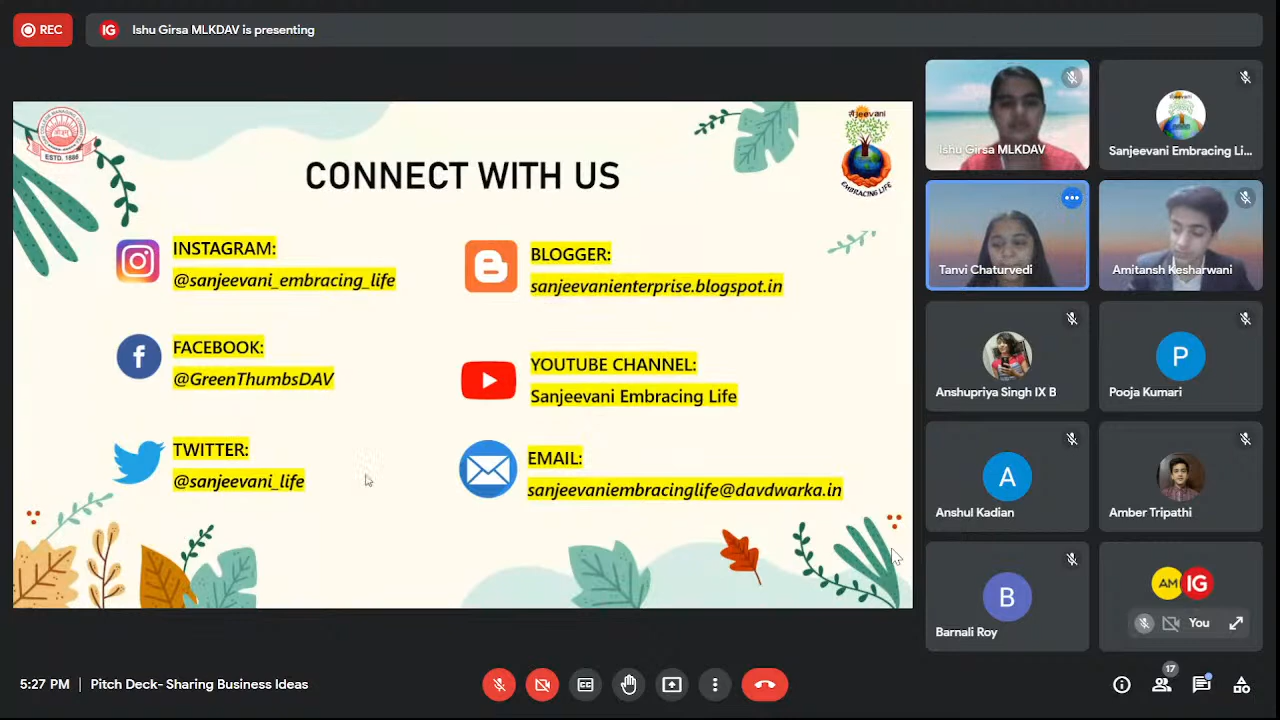 REC
IG
Ishu Girsa MLKDAV is presenting
ESTD. 1886
CONNECT WITH US
संjeevani
EMBRACING LIFE
INSTAGRAM:
@sanjeevani_embracing_life
FACEBOOK:
@GreenThumbsDAV
TWITTER:
@sanjeevani_life
BLOGGER:
sanjeevanienterprise.blogspot.in
YOUTUBE CHANNEL:
Sanjeevani Embracing Life
EMAIL:
sanjeevaniembracinglife@davdwarka.in
Ishu Girsa MLKDAV
Sanjeevani Embracing Li...
Tanvi Chaturvedi
Amitansh Kesharwani
Anshupriya Singh IX B
P
Pooja Kumari
A
Anshul Kadian
Amber Tripathi
B
Barnali Roy
AM
IG
You
5:27 PM | Pitch Deck- Sharing Business Ideas
CC
17